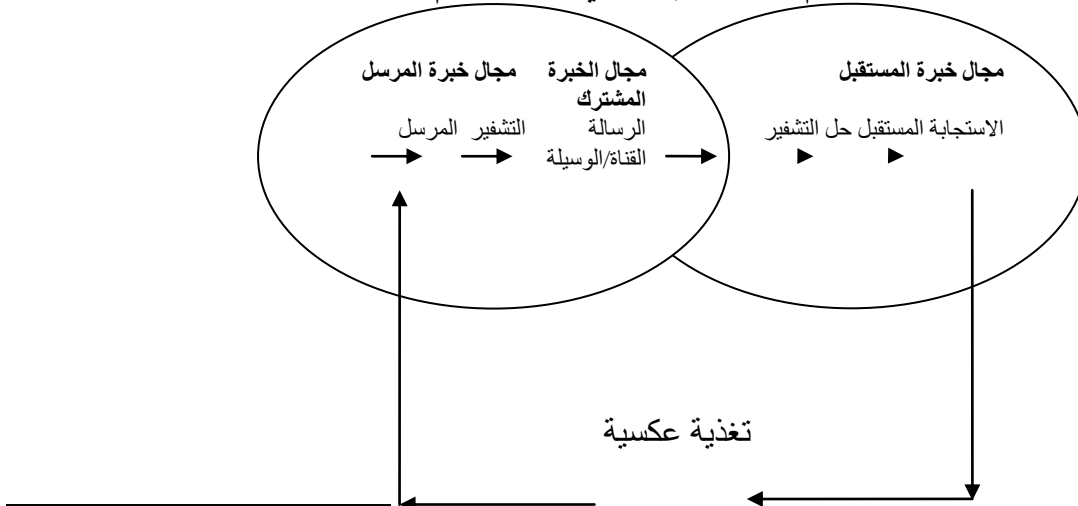 مجال خبرة المستقبل
مجال الخبرة المشترك
مجال خبرة المرسل
الاستجابة المستقبل حل التشفير
الرسالة
القناة/الوسيلة
التشفير المرسل
تغذية عكسية